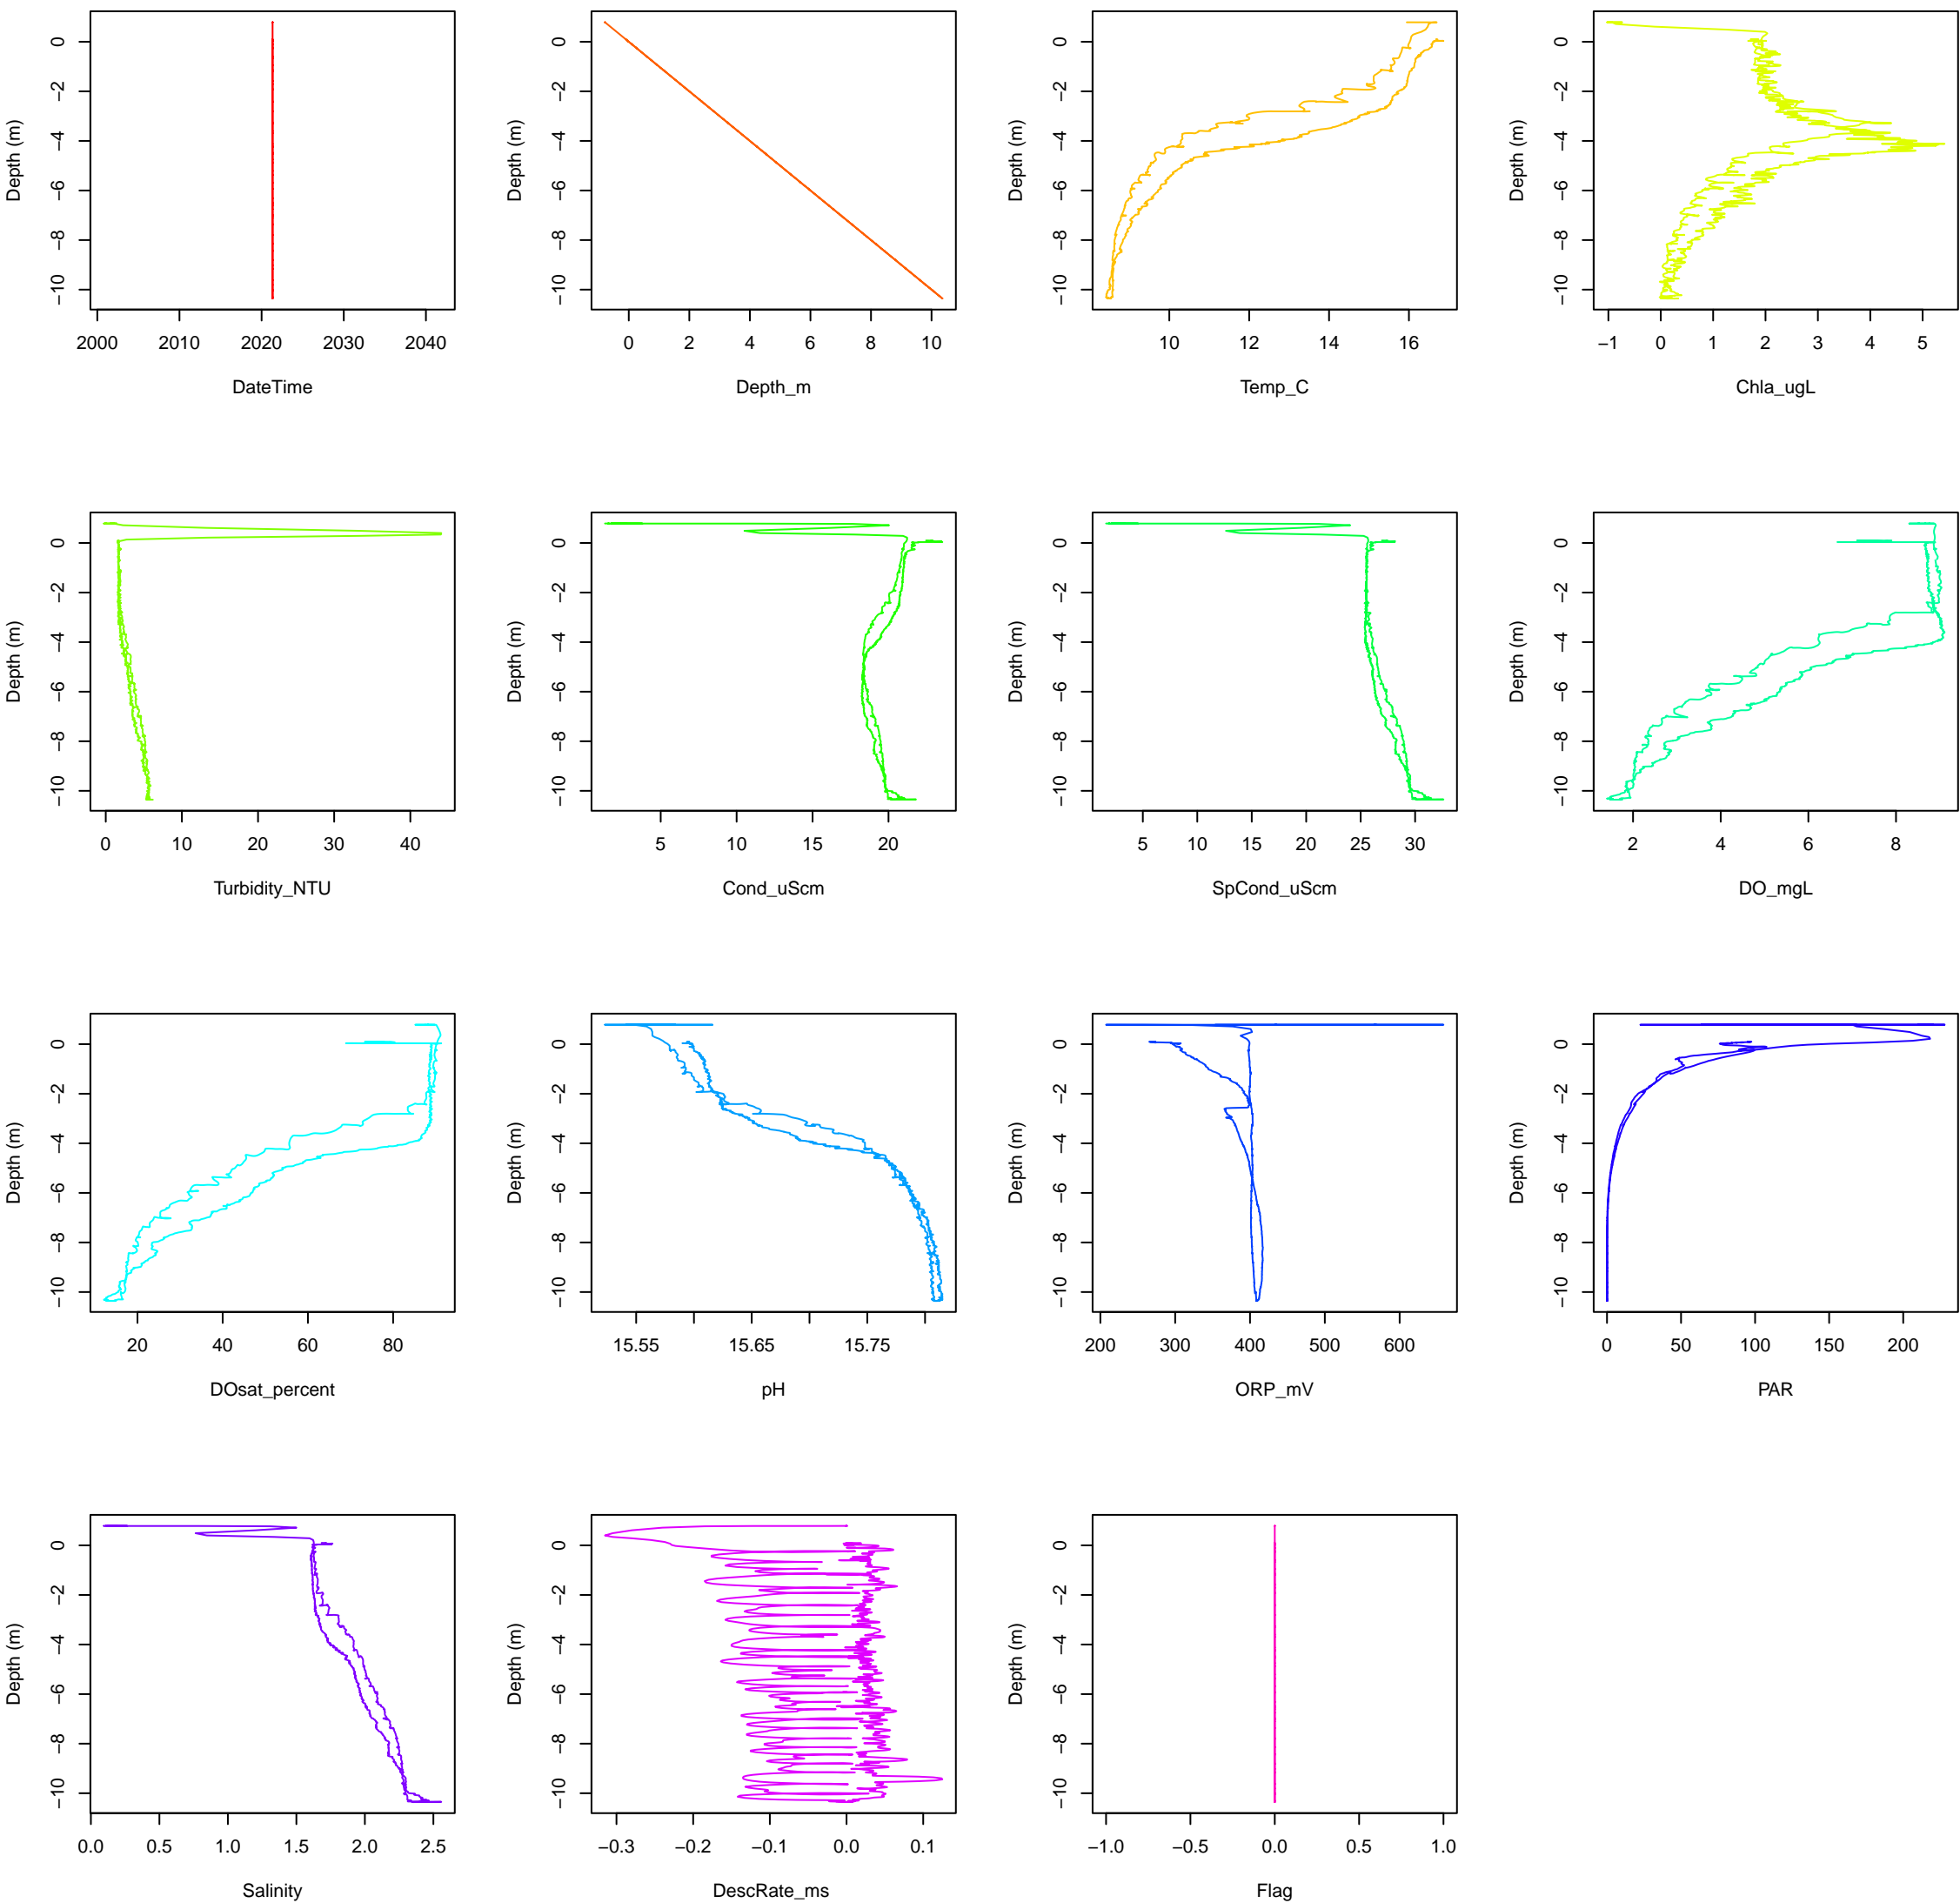 Depth (m)
0
−2
−4
−6
−8
−10
2000 2010 2020 2030 2040
DateTime
Depth (m)
0
−2
−4
−6
−8
−10
0 2 4 6 8 10
Depth_m
Depth (m)
0
−2
−4
−6
−8
−10
10 12 14 16
Temp_C
Depth (m)
0
−2
−4
−6
−8
−10
−1 0 1 2 3 4 5
Chla_ugL
Depth (m)
0
−2
−4
−6
−8
−10
0 10 20 30 40
Turbidity_NTU
Depth (m)
0
−2
−4
−6
−8
−10
5 10 15 20
Cond_uScm
Depth (m)
0
−2
−4
−6
−8
−10
5 10 15 20 25 30
SpCond_uScm
Depth (m)
0
−2
−4
−6
−8
−10
2 4 6 8
DO_mgL
Depth (m)
0
−2
−4
−6
−8
−10
20 40 60 80
DOsat_percent
Depth (m)
0
−2
−4
−6
−8
−10
15.55 15.65 15.75
pH
Depth (m)
0
−2
−4
−6
−8
−10
200 300 400 500 600
ORP_mV
Depth (m)
0
−2
−4
−6
−8
−10
0 50 100 150 200
PAR
Depth (m)
0
−2
−4
−6
−8
−10
0.0 0.5 1.0 1.5 2.0 2.5
Salinity
Depth (m)
0
−2
−4
−6
−8
−10
−0.3 −0.2 −0.1 0.0 0.1
DescRate_ms
Depth (m)
0
−2
−4
−6
−8
−10
−1.0 −0.5 0.0 0.5 1.0
Flag